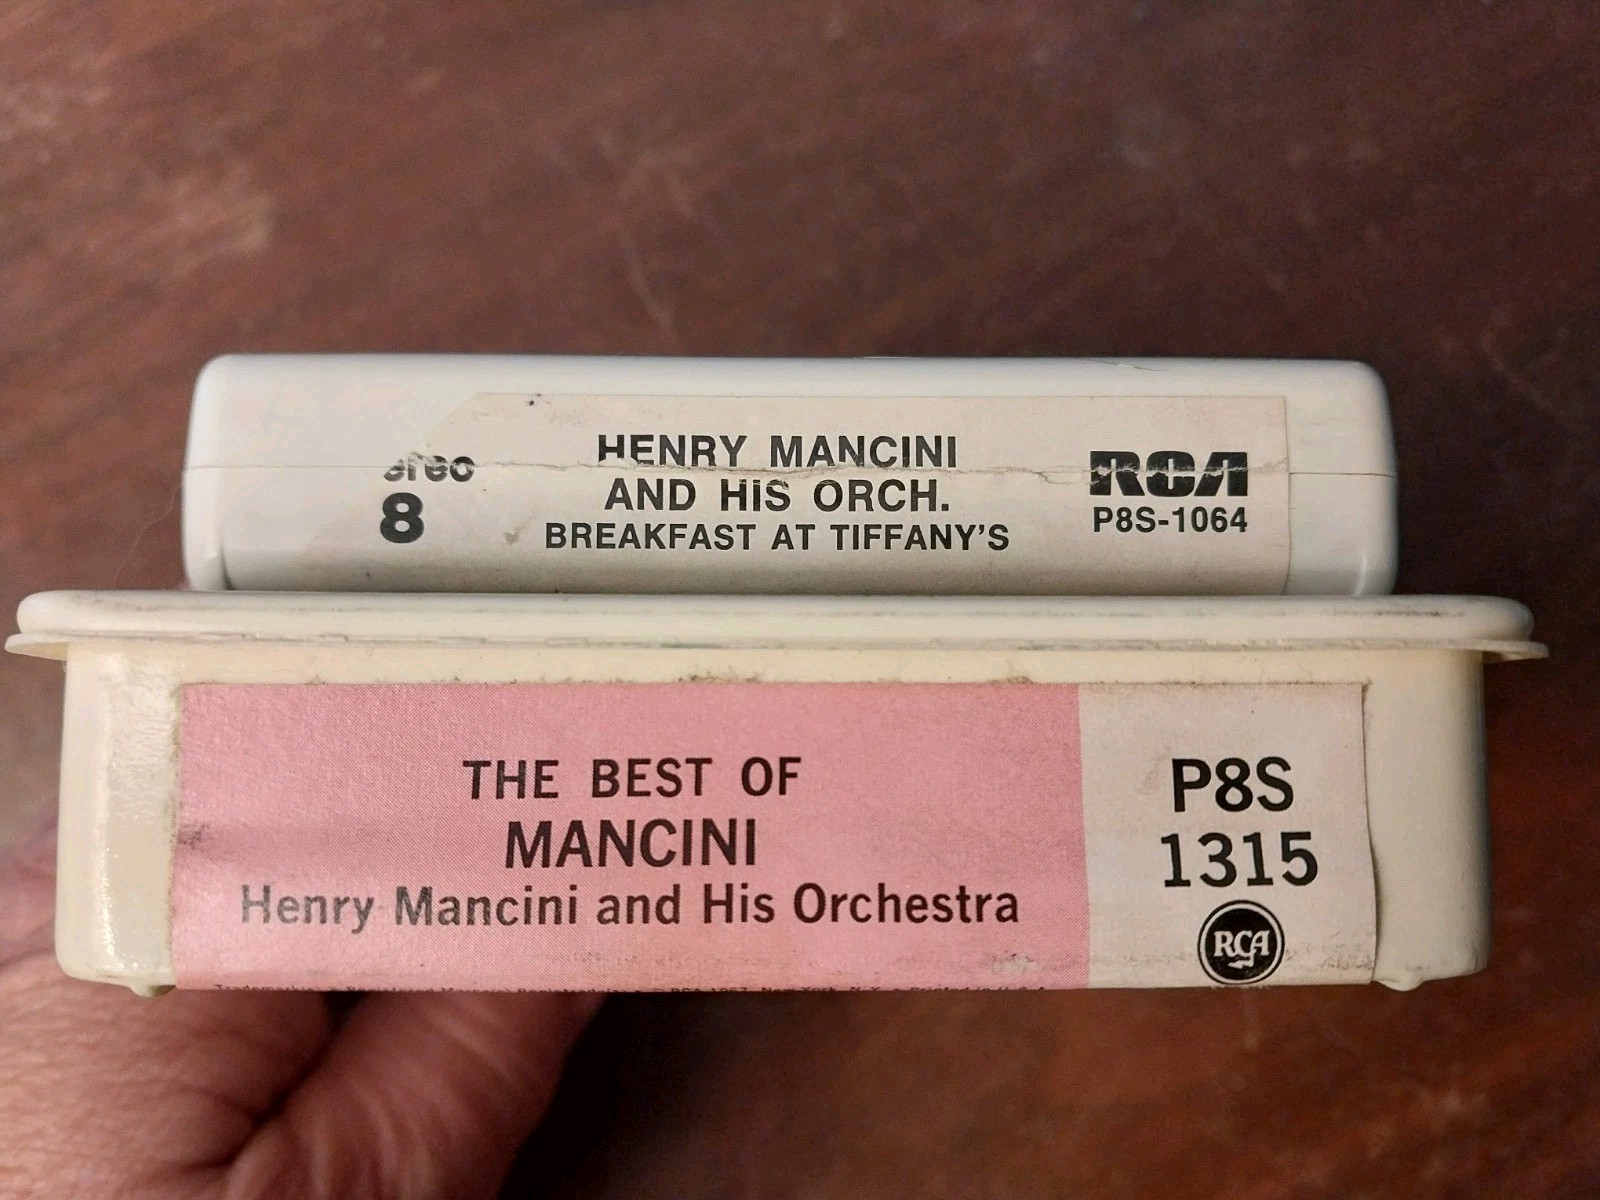 8
HENRY MANCINI
AND HIS ORCH.
BREAKFAST AT TIFFANY'S
RCA
P8S-1064
THE BEST OF
MANCINI
Henry Mancini and His Orchestra
P8S
1315
RCA